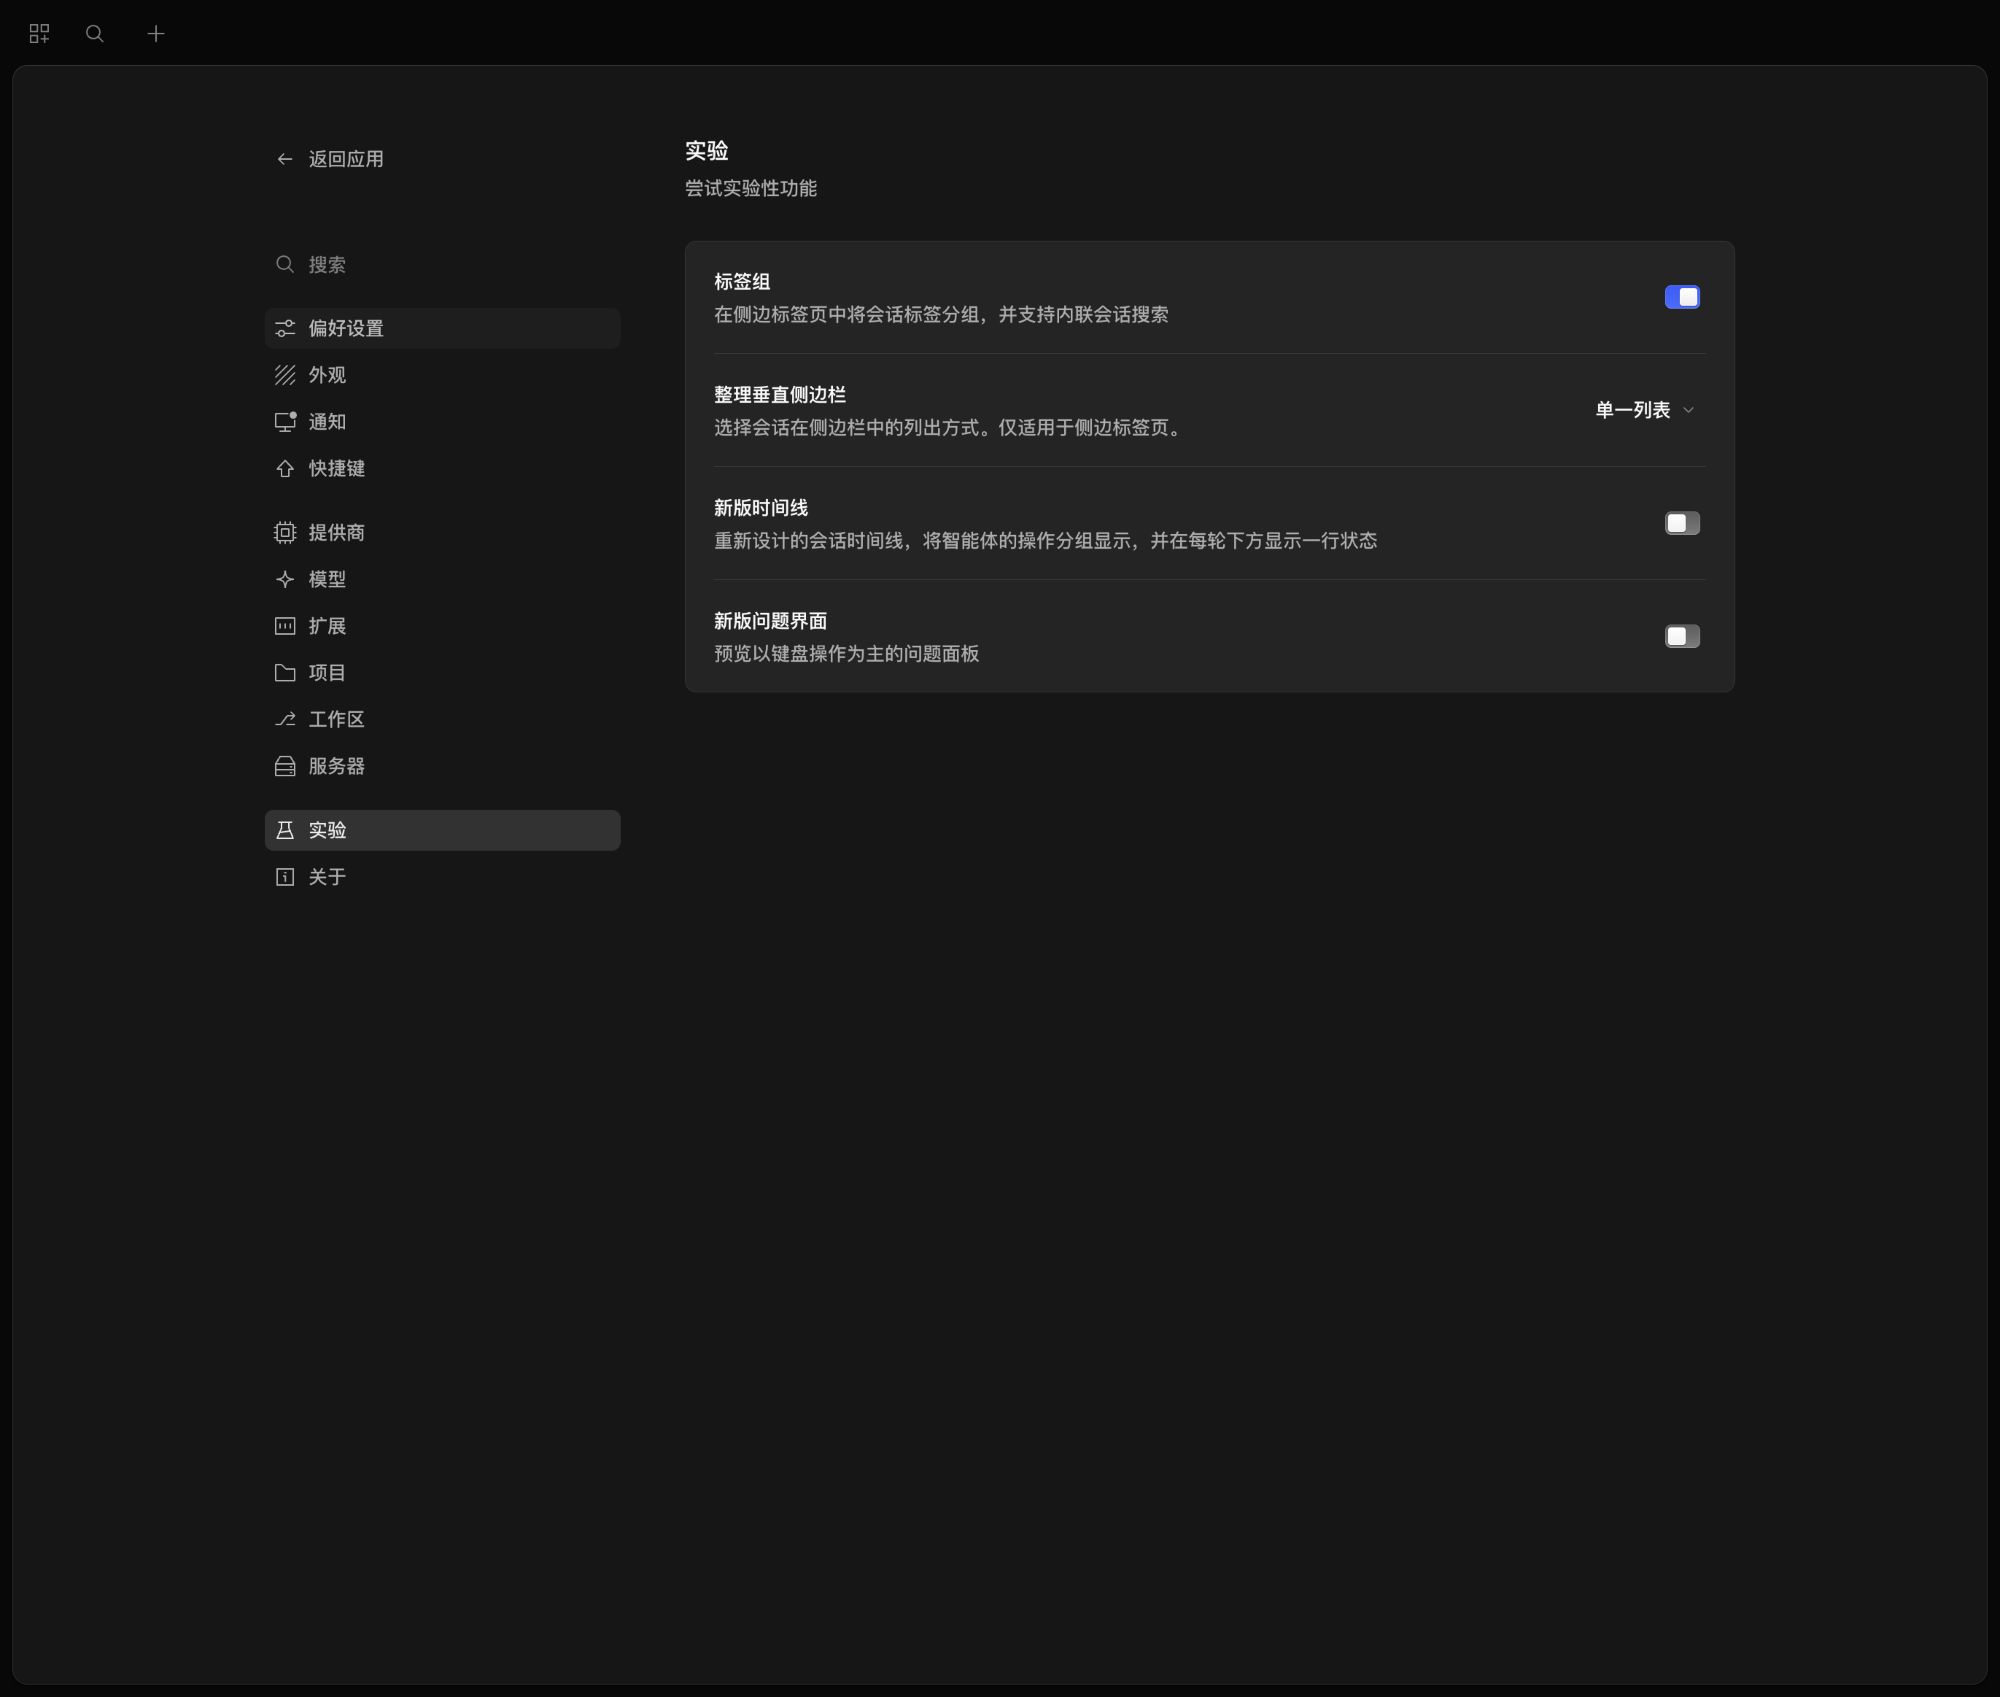 返回应用
搜索
偏好设置
外观
通知
快捷键
提供商
模型
扩展
项目
工作区
服务器
实验
关于
实验
尝试实验性功能
标签组
在侧边标签页中将会话标签分组，并支持内联会话搜索
整理垂直侧边栏
选择会话在侧边栏中的列出方式。仅适用于侧边标签页。
单一列表
新版时间线
重新设计的会话时间线，将智能体的操作分组显示，并在每轮下方显示一行状态
新版问题界面
预览以键盘操作为主的问题面板